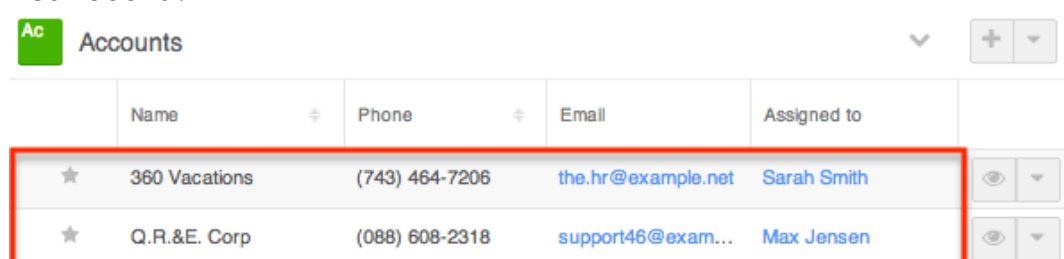 Ac Accounts
Name Phone Email Assigned to
360 Vacations (743) 464-7206 the.hr@example.net Sarah Smith
Q.R.&E. Corp (088) 608-2318 support46@exam... Max Jensen